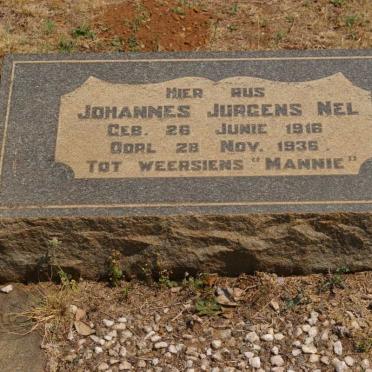 HIER RUS
JOHANNES JURGENS NEL
GEB. 26 JUNIE 1916
OORL. 28 NOV. 1936
TOT WEERSIENS "MANNIE"